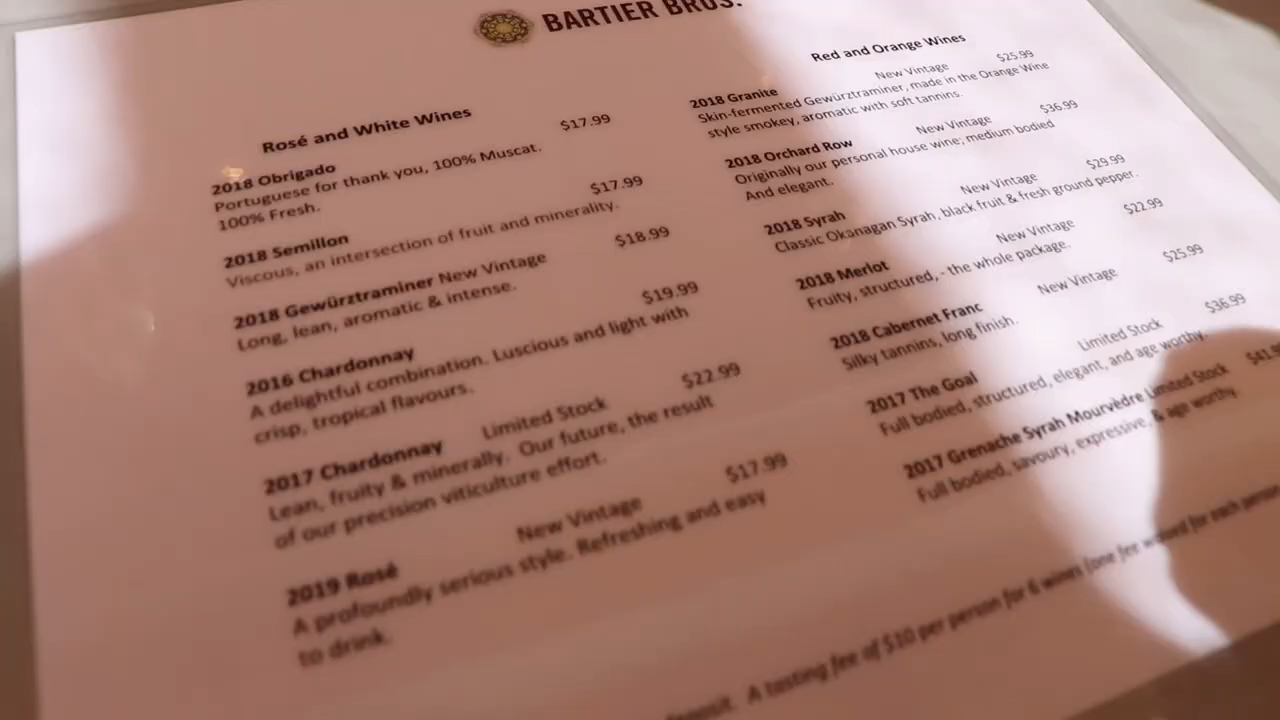 BARTIER BROS.
Rosé and White Wines
$17.99
2018 Obrigado
Portuguese for thank you, 100% Muscat.
100% Fresh.
$17.99
2018 Semillon
Viscous, an intersection of fruit and minerality.
$18.99
2018 Gewürztraminer New Vintage
Long, lean, aromatic & intense.
$19.99
2016 Chardonnay
A delightful combination. Luscious and light with
crisp, tropical flavours.
$22.99
2017 Chardonnay Limited Stock
Lean, fruity & minerally. Our future, the result
of our precision viticulture effort.
$17.99
2019 Rosé New Vintage
A profoundly serious style. Refreshing and easy
to drink.
Red and Orange Wines
$25.99
2018 Granite New Vintage
Skin-fermented Gewürztraminer, made in the Orange Wine
style smokey, aromatic with soft tannins.
$36.99
2018 Orchard Row New Vintage
Originally our personal house wine; medium bodied
And elegant.
$29.99
2018 Syrah New Vintage
Classic Okanagan Syrah, black fruit & fresh ground pepper.
$22.99
2018 Merlot New Vintage
Fruity, structured, - the whole package.
$25.99
2018 Cabernet Franc New Vintage
Silky tannins, long finish.
$36.99
2017 The Goal Limited Stock
Full bodied, structured, elegant, and age worthy.
2017 Grenache Syrah Mourvèdre Limited Stock
Full bodied, savoury, expressive, & age worthy.
A tasting fee of $10 per person for 6 wines (one fee waived for each person